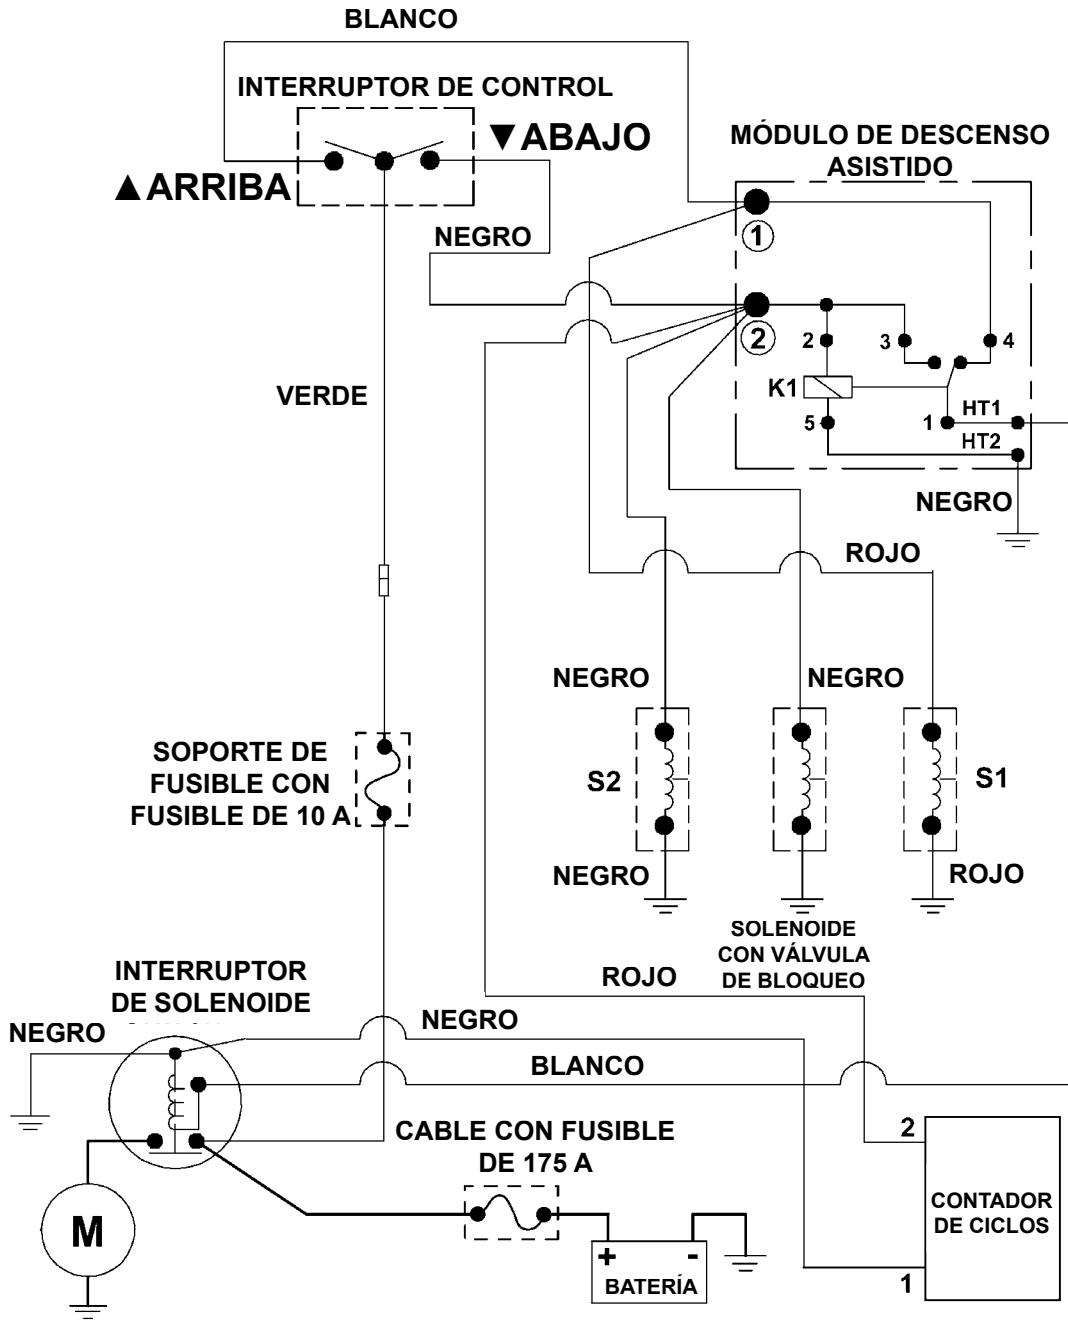 BLANCO
INTERRUPTOR DE CONTROL
▼ABAJO
▲ARRIBA
MÓDULO DE DESCENSO
ASISTIDO
NEGRO
1
2
2
3
4
K1
5
1
HT1
HT2
VERDE
NEGRO
ROJO
NEGRO
NEGRO
SOPORTE DE
FUSIBLE CON
FUSIBLE DE 10 A
S2
S1
NEGRO
ROJO
SOLENOIDE
CON VÁLVULA
DE BLOQUEO
INTERRUPTOR
DE SOLENOIDE
ROJO
NEGRO
NEGRO
BLANCO
CABLE CON FUSIBLE
DE 175 A
2
CONTADOR
DE CICLOS
1
M
+
-
BATERÍA